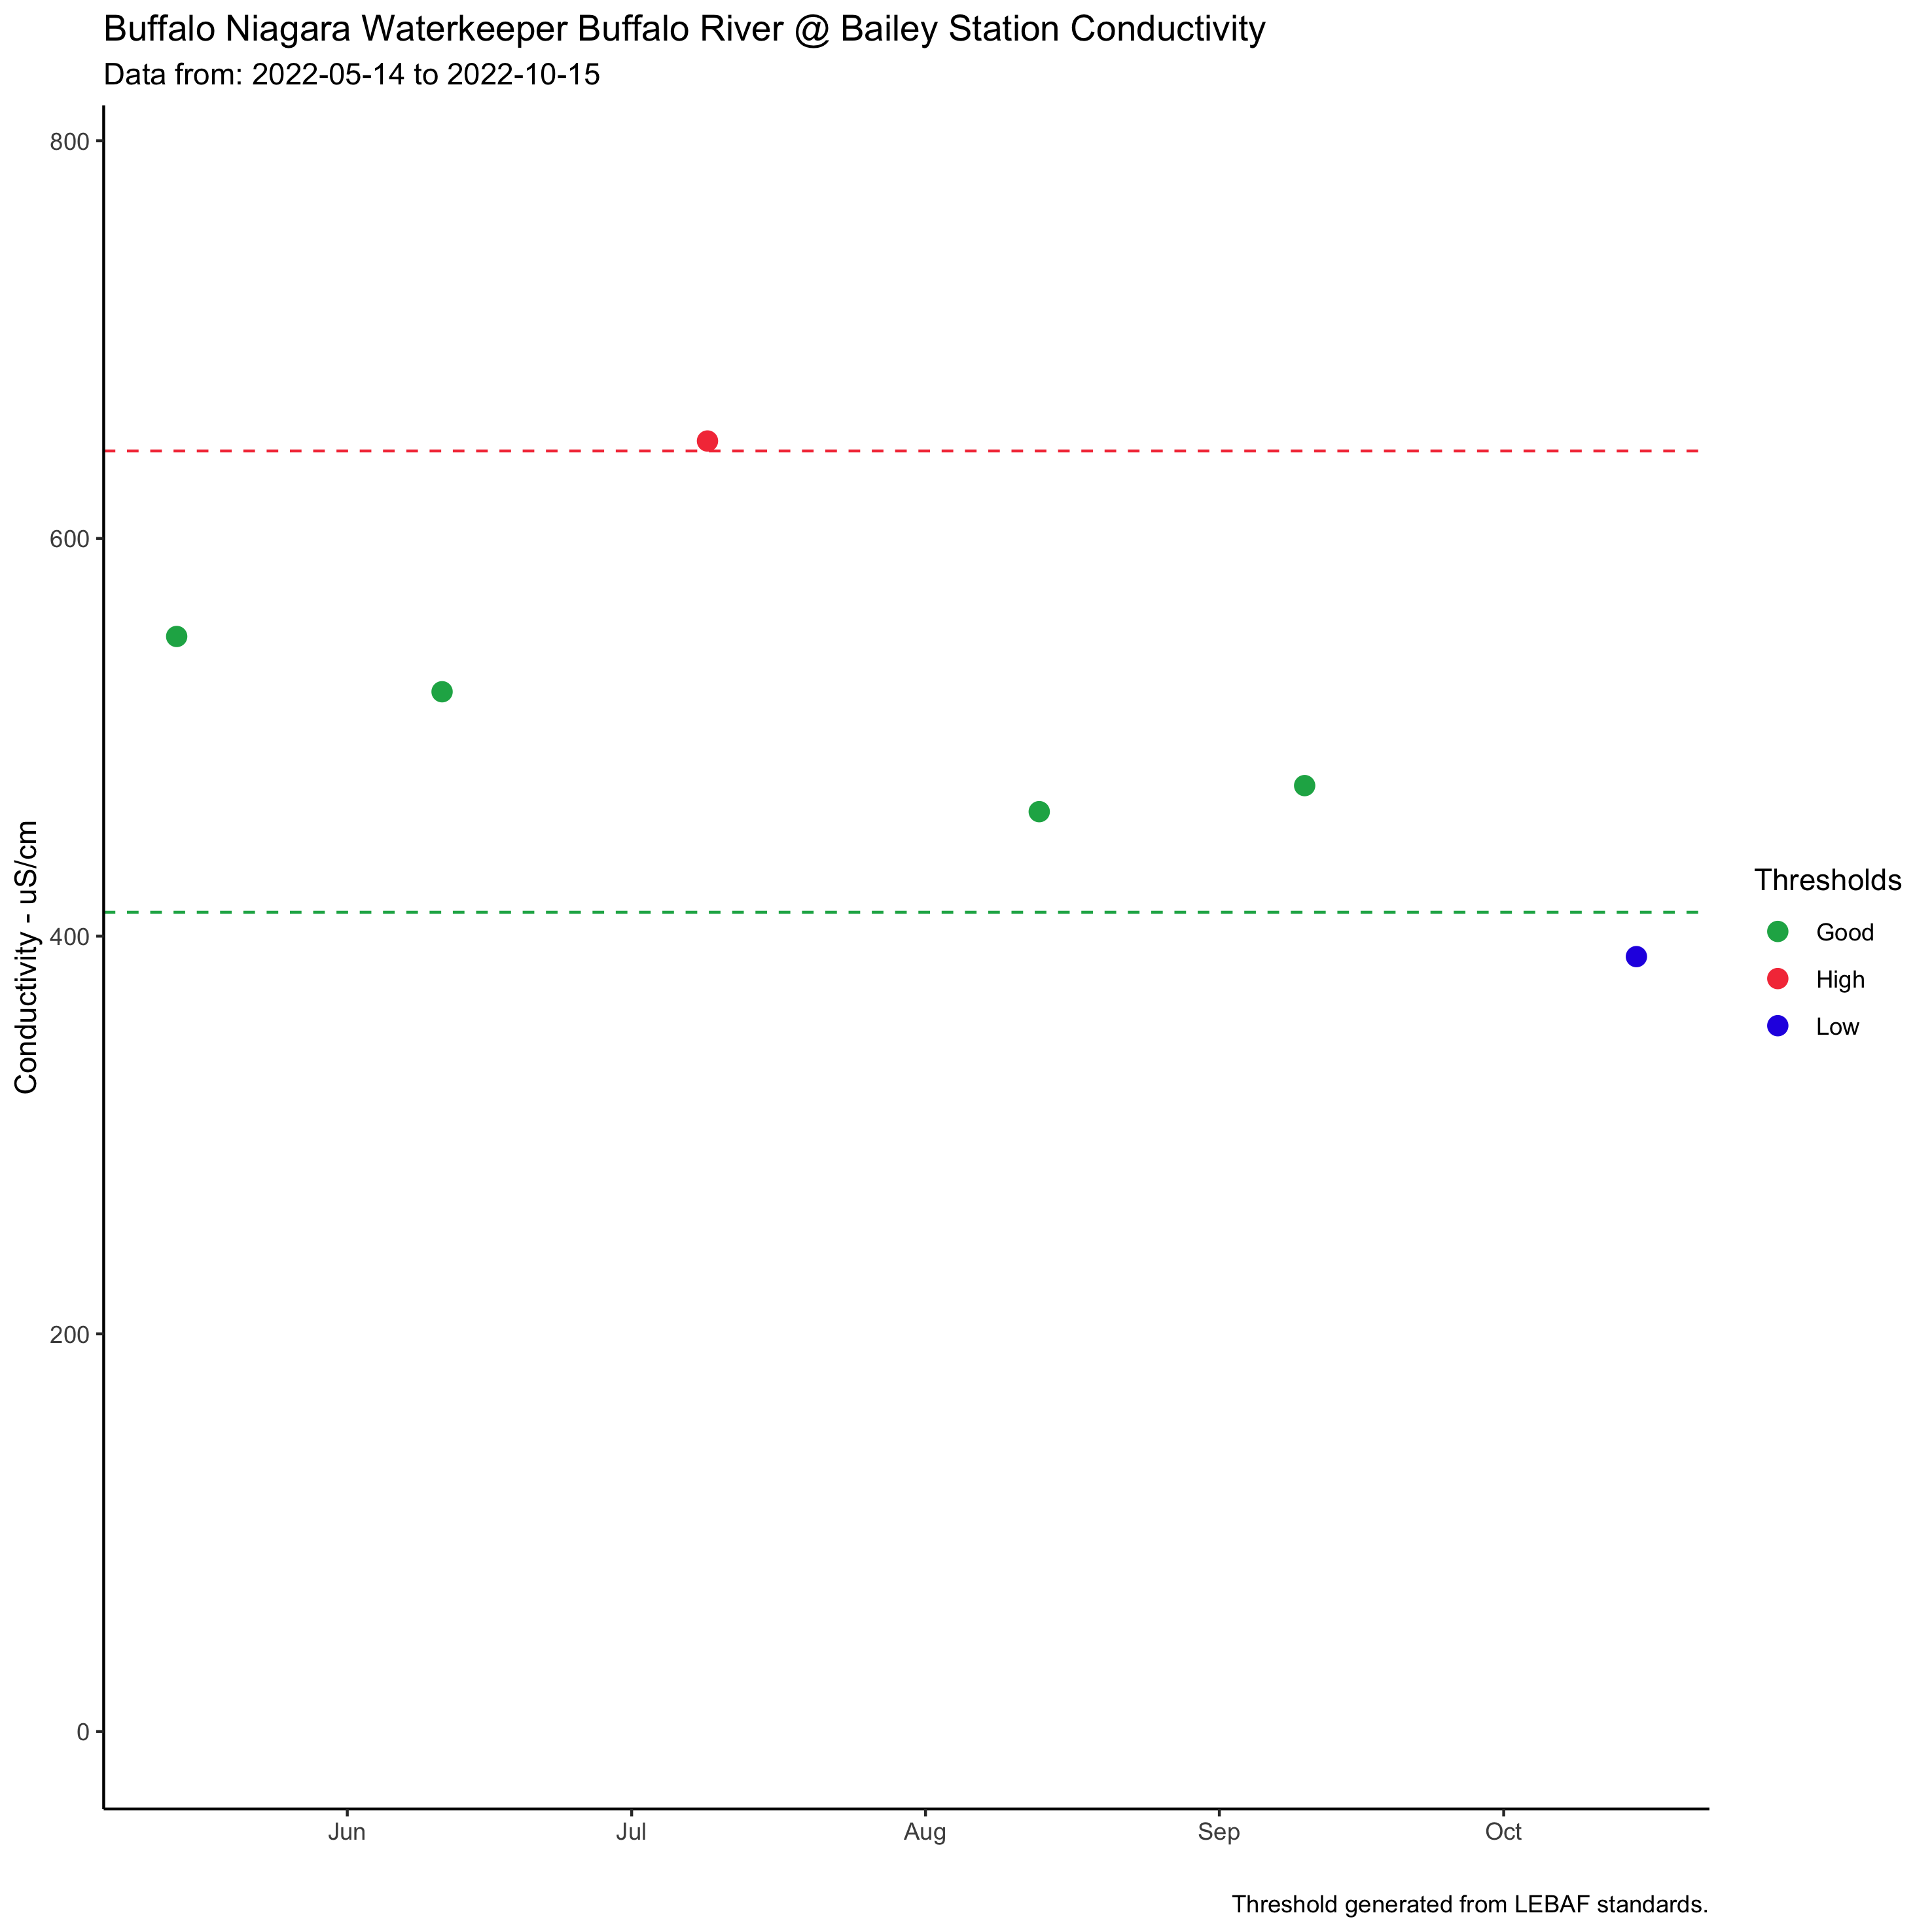 Buffalo Niagara Waterkeeper Buffalo River @ Bailey Station Conductivity
Data from: 2022-05-14 to 2022-10-15
Conductivity - uS/cm
800
600
400
200
0
Jun Jul Aug Sep Oct
Thresholds
Good
High
Low
Threshold generated from LEBAF standards.